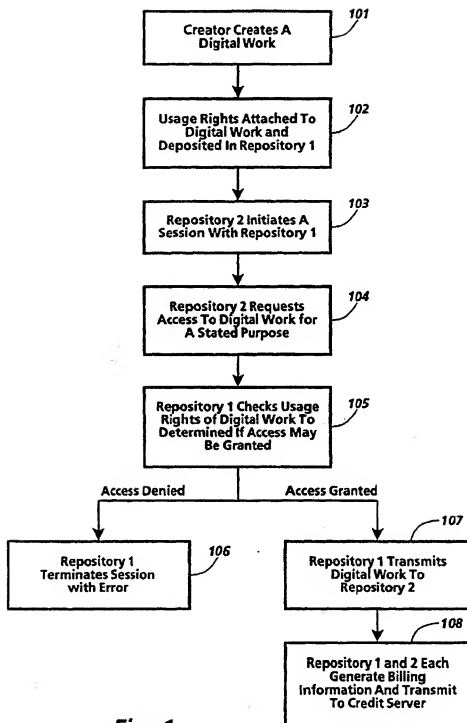 101
Creator Creates A
Digital Work
102
Usage Rights Attached To
Digital Work and
Deposited In Repository 1
103
Repository 2 Initiates A
Session With Repository 1
104
Repository 2 Requests
Access To Digital Work for
A Stated Purpose
105
Repository 1 Checks Usage
Rights of Digital Work To
Determined If Access May
Be Granted
Access Denied
Access Granted
106
Repository 1
Terminates Session
with Error
107
Repository 1 Transmits
Digital Work To
Repository 2
108
Repository 1 and 2 Each
Generate Billing
Information And Transmit
To Credit Server